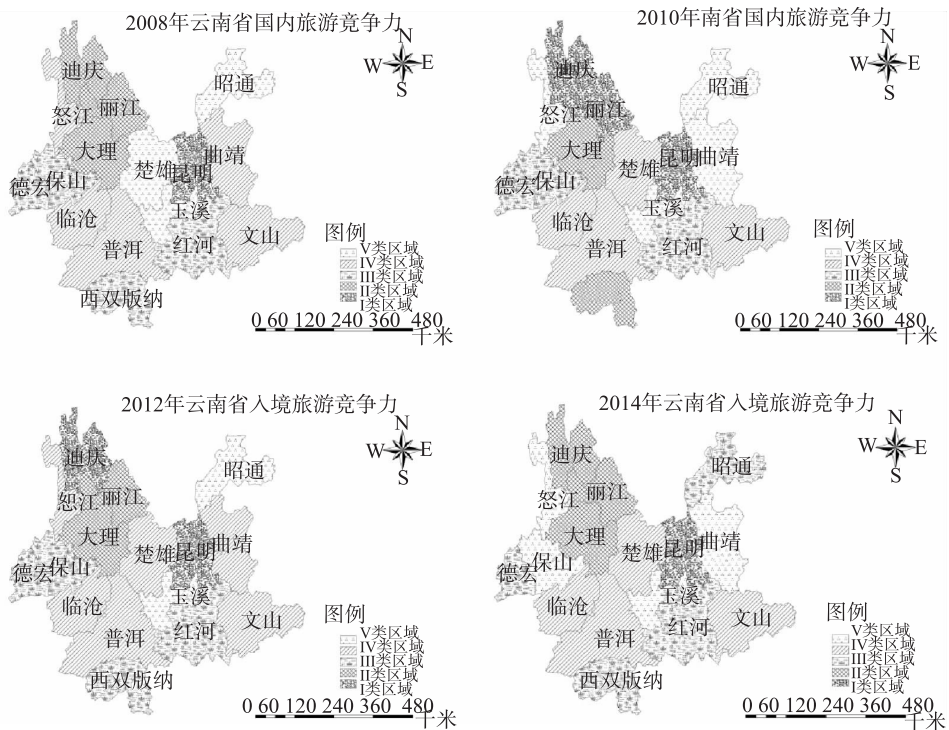 2008年云南省国内旅游竞争力
N
W
E
S
昭通
迪庆
丽江
怒江
大理
楚雄
昆明
曲靖
德宏
保山
玉溪
临沧
普洱
红河
文山
西双版纳
图例
V类区域
IV类区域
III类区域
II类区域
I类区域
0 60 120 240 360 480
千米
2010年南省国内旅游竞争力
N
W
E
S
昭通
迪庆
丽江
怒江
大理
楚雄
昆明
曲靖
德宏
保山
玉溪
临沧
普洱
红河
文山
图例
V类区域
IV类区域
III类区域
II类区域
I类区域
0 60 120 240 360 480
千米
2012年云南省入境旅游竞争力
N
W
E
S
昭通
迪庆
丽江
恕江
大理
楚雄
昆明
曲靖
德宏
保山
玉溪
临沧
普洱
红河
文山
西双版纳
图例
V类区域
IV类区域
III类区域
II类区域
I类区域
0 60 120 240 360 480
千米
2014年云南省入境旅游竞争力
N
W
E
S
昭通
迪庆
丽江
怒江
大理
楚雄
昆明
曲靖
德宏
保山
玉溪
临沧
普洱
红河
文山
西双版纳
图例
V类区域
IV类区域
III类区域
II类区域
I类区域
0 60 120 240 360 480
千米